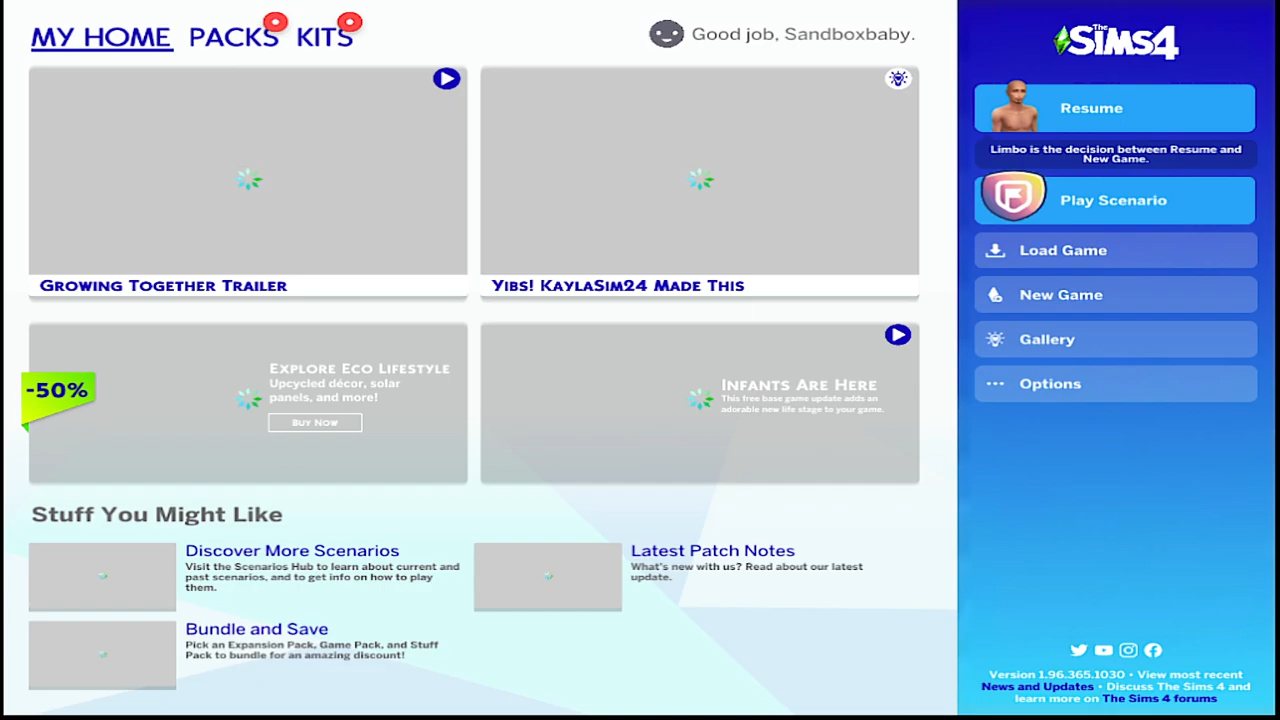 MY HOME PACKS KITS
Good job, Sandboxbaby.
GROWING TOGETHER TRAILER
YIBS! KAYLASIM24 MADE THIS
-50%
EXPLORE ECO LIFESTYLE
Upcycled décor, solar
panels, and more!
BUY NOW
INFANTS ARE HERE
This free base game update adds an
adorable new life stage to your game.
Stuff You Might Like
Discover More Scenarios
Visit the Scenarios Hub to learn about current and
past scenarios, and to get info on how to play
them.
Latest Patch Notes
What's new with us? Read about our latest
update.
Bundle and Save
Pick an Expansion Pack, Game Pack, and Stuff
Pack to bundle for an amazing discount!
The SIMS 4
Resume
Limbo is the decision between Resume and
New Game.
Play Scenario
Load Game
New Game
Gallery
Options
Version 1.96.365.1030 • View most recent
News and Updates • Discuss The Sims 4 and
learn more on The Sims 4 forums